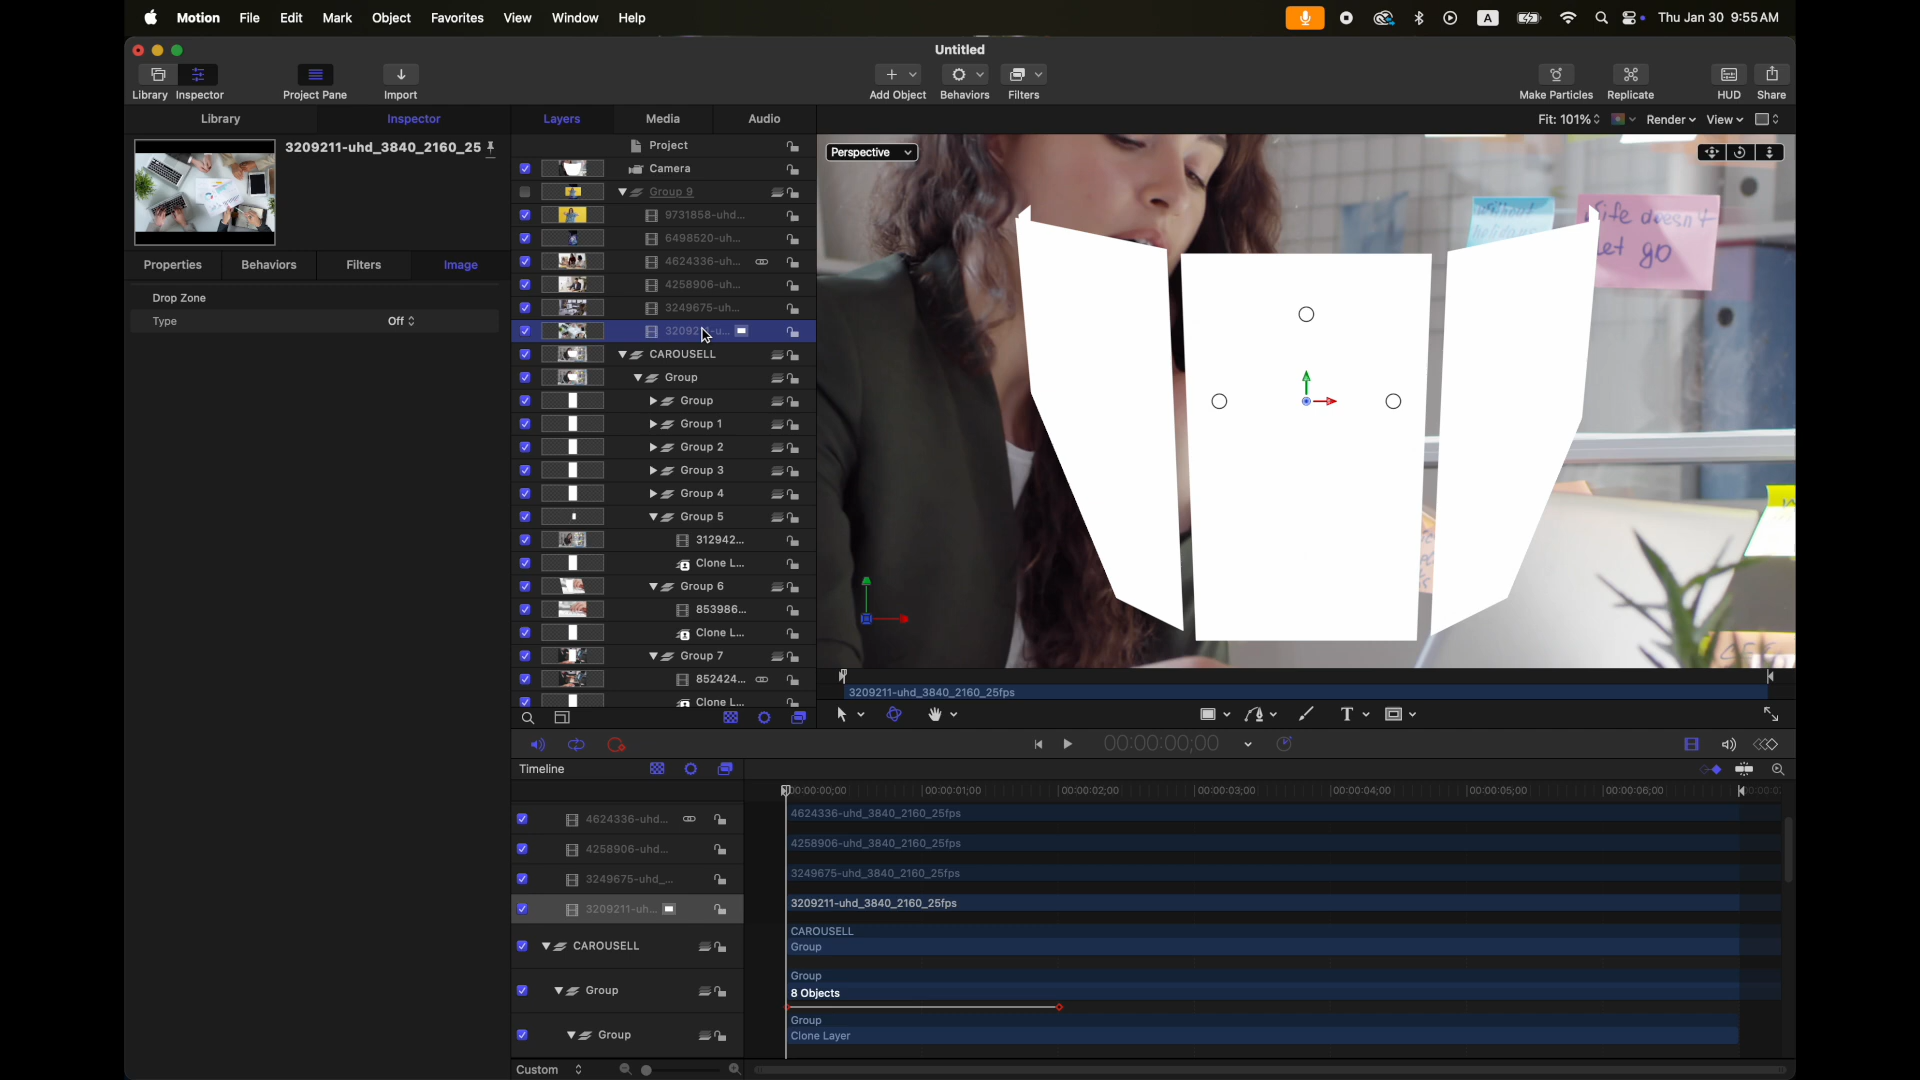 Motion File Edit Mark Object Favorites View Window Help
A Thu Jan 30 9:55 AM
Untitled
Library Inspector Project Pane Import Add Object Behaviors Filters Make Particles Replicate HUD Share
Library Inspector Layers Media Audio
Fit: 101% Render View
3209211-uhd_3840_2160_25
Properties Behaviors Filters Image
Drop Zone
Type Off
Project
Camera
Group 9
9731858-uhd...
6498520-uh...
4624336-uh...
4258906-uh...
3249675-uh...
CAROUSELL
Group
Group
Group 1
Group 2
Group 3
Group 4
Group 5
312942...
Clone L...
Group 6
853986...
Clone L...
Group 7
852424...
Clone L...
Perspective
3209211-uhd_3840_2160_25fps
T
00:00:00;00
Timeline
00:00:00;00 00:00:01;00 00:00:02;00 00:00:03;00 00:00:04;00 00:00:05;00 00:00:06;00
4624336-uhd... 4624336-uhd_3840_2160_25fps
4258906-uhd... 4258906-uhd_3840_2160_25fps
3249675-uhd_... 3249675-uhd_3840_2160_25fps
3209211-uh... 3209211-uhd_3840_2160_25fps
CAROUSELL CAROUSELL
Group
Group Group
8 Objects
Group Group
Clone Layer
Custom